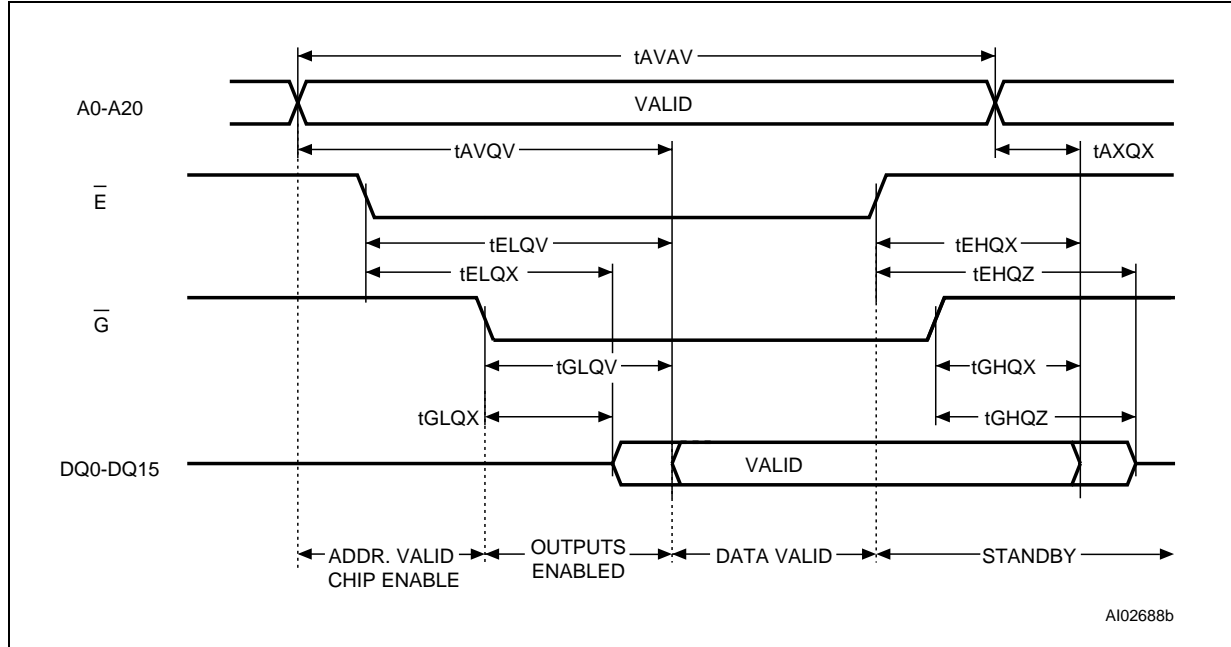 tAVAV
A0-A20
VALID
tAVQV
tAXQX
E
tELQV
tEHQX
tELQX
tEHQZ
G
tGLQV
tGHQX
tGLQX
tGHQZ
DQ0-DQ15
VALID
ADDR. VALID
CHIP ENABLE
OUTPUTS
ENABLED
DATA VALID
STANDBY
AI02688b